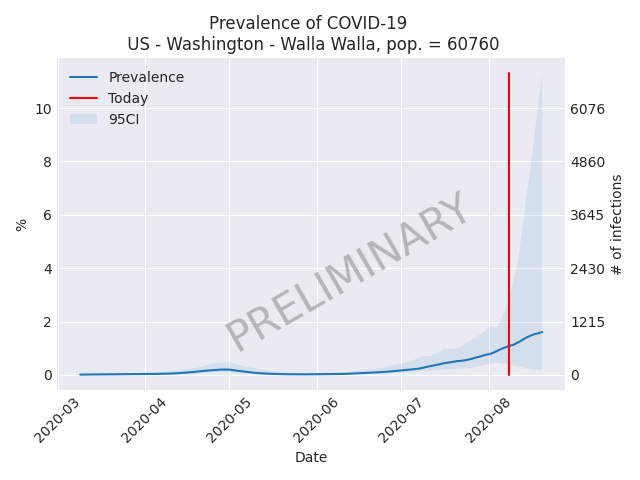 Prevalence of COVID-19
US - Washington - Walla Walla, pop. = 60760
Prevalence
Today
95CI
10
8
6
4
2
0
%
6076
4860
3645
2430
1215
0
# of infections
PRELIMINARY
2020-03
2020-04
2020-05
2020-06
2020-07
2020-08
Date